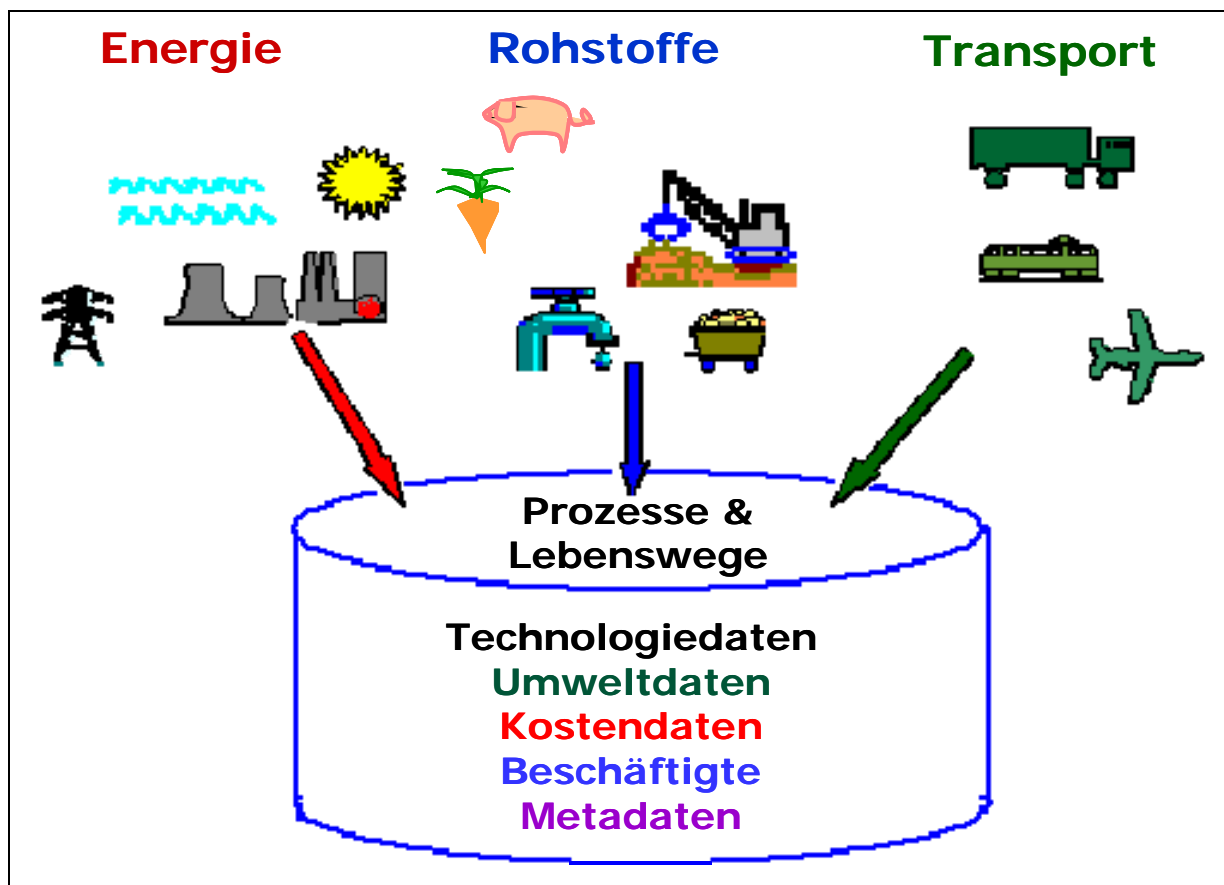 Energie
Rohstoffe
Transport
Prozesse &
Lebenswege
Technologiedaten
Umweltdaten
Kostendaten
Beschäftigte
Metadaten